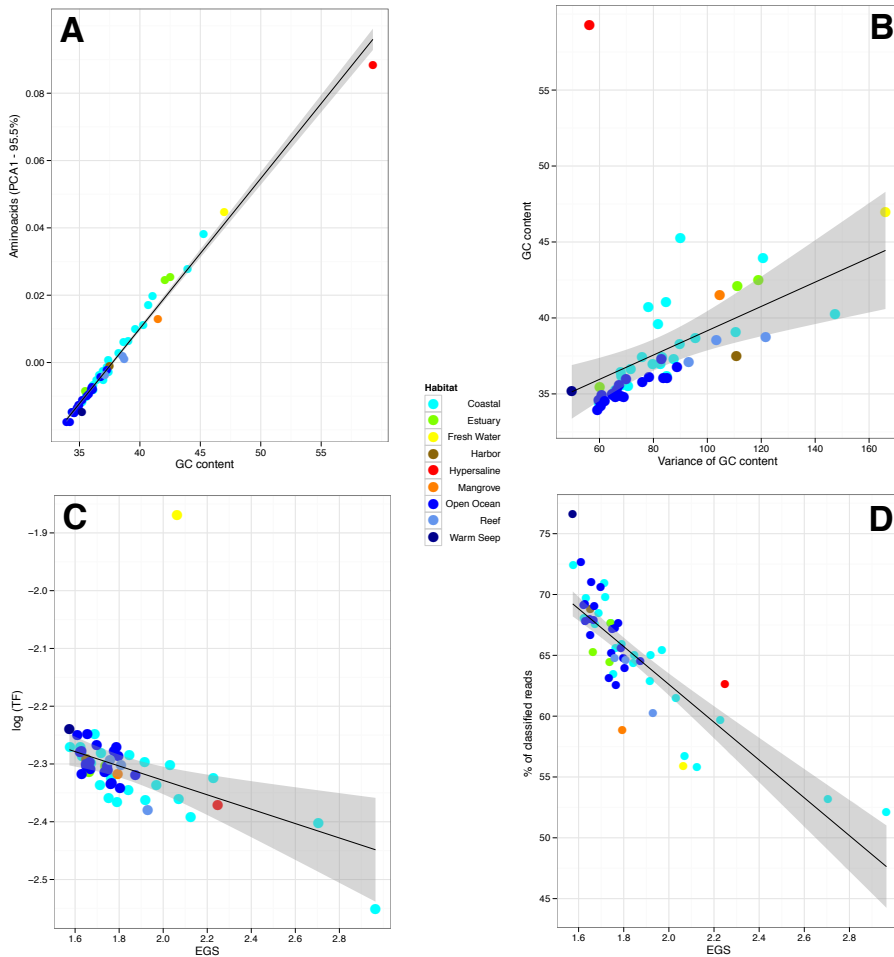 A
Aminoacids (PCA1 - 95.5%)
0.08
0.06
0.04
0.02
0.00
35
40
45
50
55
GC content
B
GC content
55
50
45
40
35
60
80
100
120
140
160
Variance of GC content
Habitat
Coastal
Estuary
Fresh Water
Harbor
Hypersaline
Mangrove
Open Ocean
Reef
Warm Seep
C
log (TF)
−1.9
−2.0
−2.1
−2.2
−2.3
−2.4
−2.5
1.6
1.8
2.0
2.2
2.4
2.6
2.8
EGS
D
% of classified reads
75
70
65
60
55
50
45
1.6
1.8
2.0
2.2
2.4
2.6
2.8
EGS